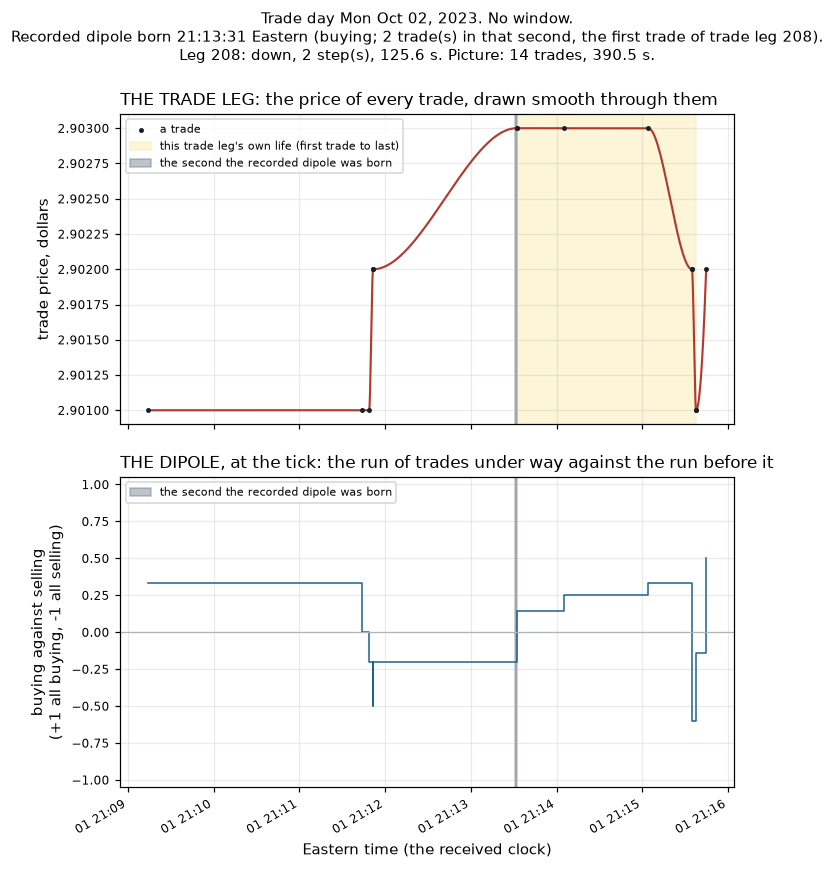 Trade day Mon Oct 02, 2023. No window.
Recorded dipole born 21:13:31 Eastern (buying; 2 trade(s) in that second, the first trade of trade leg 208).
Leg 208: down, 2 step(s), 125.6 s. Picture: 14 trades, 390.5 s.
THE TRADE LEG: the price of every trade, drawn smooth through them
a trade
this trade leg's own life (first trade to last)
the second the recorded dipole was born
trade price, dollars
2.90300
2.90275
2.90250
2.90225
2.90200
2.90175
2.90150
2.90125
2.90100
THE DIPOLE, at the tick: the run of trades under way against the run before it
the second the recorded dipole was born
buying against selling
(+1 all buying, -1 all selling)
1.00
0.75
0.50
0.25
0.00
−0.25
−0.50
−0.75
−1.00
01 21:09
01 21:10
01 21:11
01 21:12
01 21:13
01 21:14
01 21:15
01 21:16
Eastern time (the received clock)